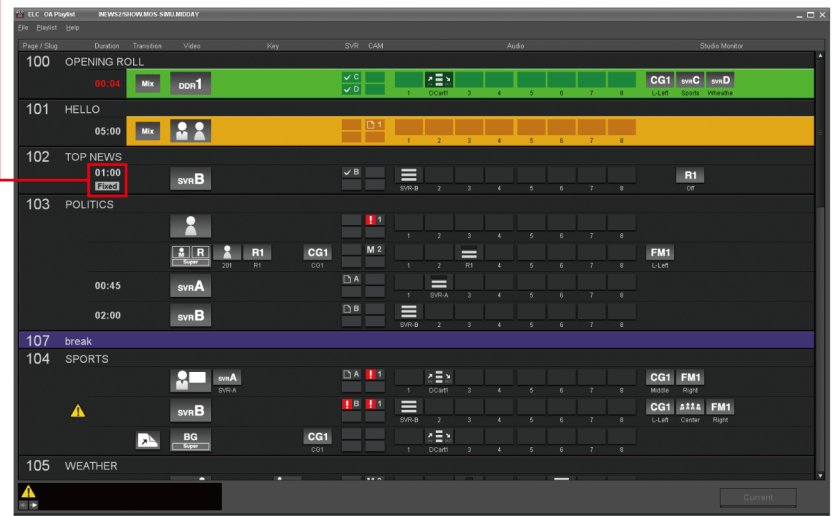 ELC OA Playlist INEWS2/SHOW.MOS-SIMU.MIDDAY
File Playlist Help
Page / Slug Duration Transition Video Key SVR CAM Audio Studio Monitor
100 OPENING ROLL
00:04 Mix DDR1 C CG1 SVRC SVRD
D 1 DCart1 3 4 5 6 7 8 L-Left Sports Wheathe
101 HELLO
05:00 Mix 1
1 2 3 4 5 6 7 8
102 TOP NEWS
01:00 SVRB B R1
Fixed SVR-B 2 3 4 5 6 7 8 Off
103 POLITICS
! 1
1 2 3 4 5 6 7 8
R R1 CG1 M 2 FM1
Super 201 R1 CG1 1 2 R1 4 5 6 7 8 L-Left
00:45 SVRA A
1 SVR-A 3 4 5 6 7 8
02:00 SVRB B
SVR-B 2 3 4 5 6 7 8
107 break
104 SPORTS
SVRA A ! 1 CG1 FM1
SVR-A 1 DCart1 3 4 5 6 7 8 Middle Right
! SVRB ! B ! 1 CG1 FM1
SVR-B 2 3 4 5 6 7 8 L-Left Center Right
BG CG1
Super CG1 1 DCart1 3 4 5 6 7 8
105 WEATHER
!
Current